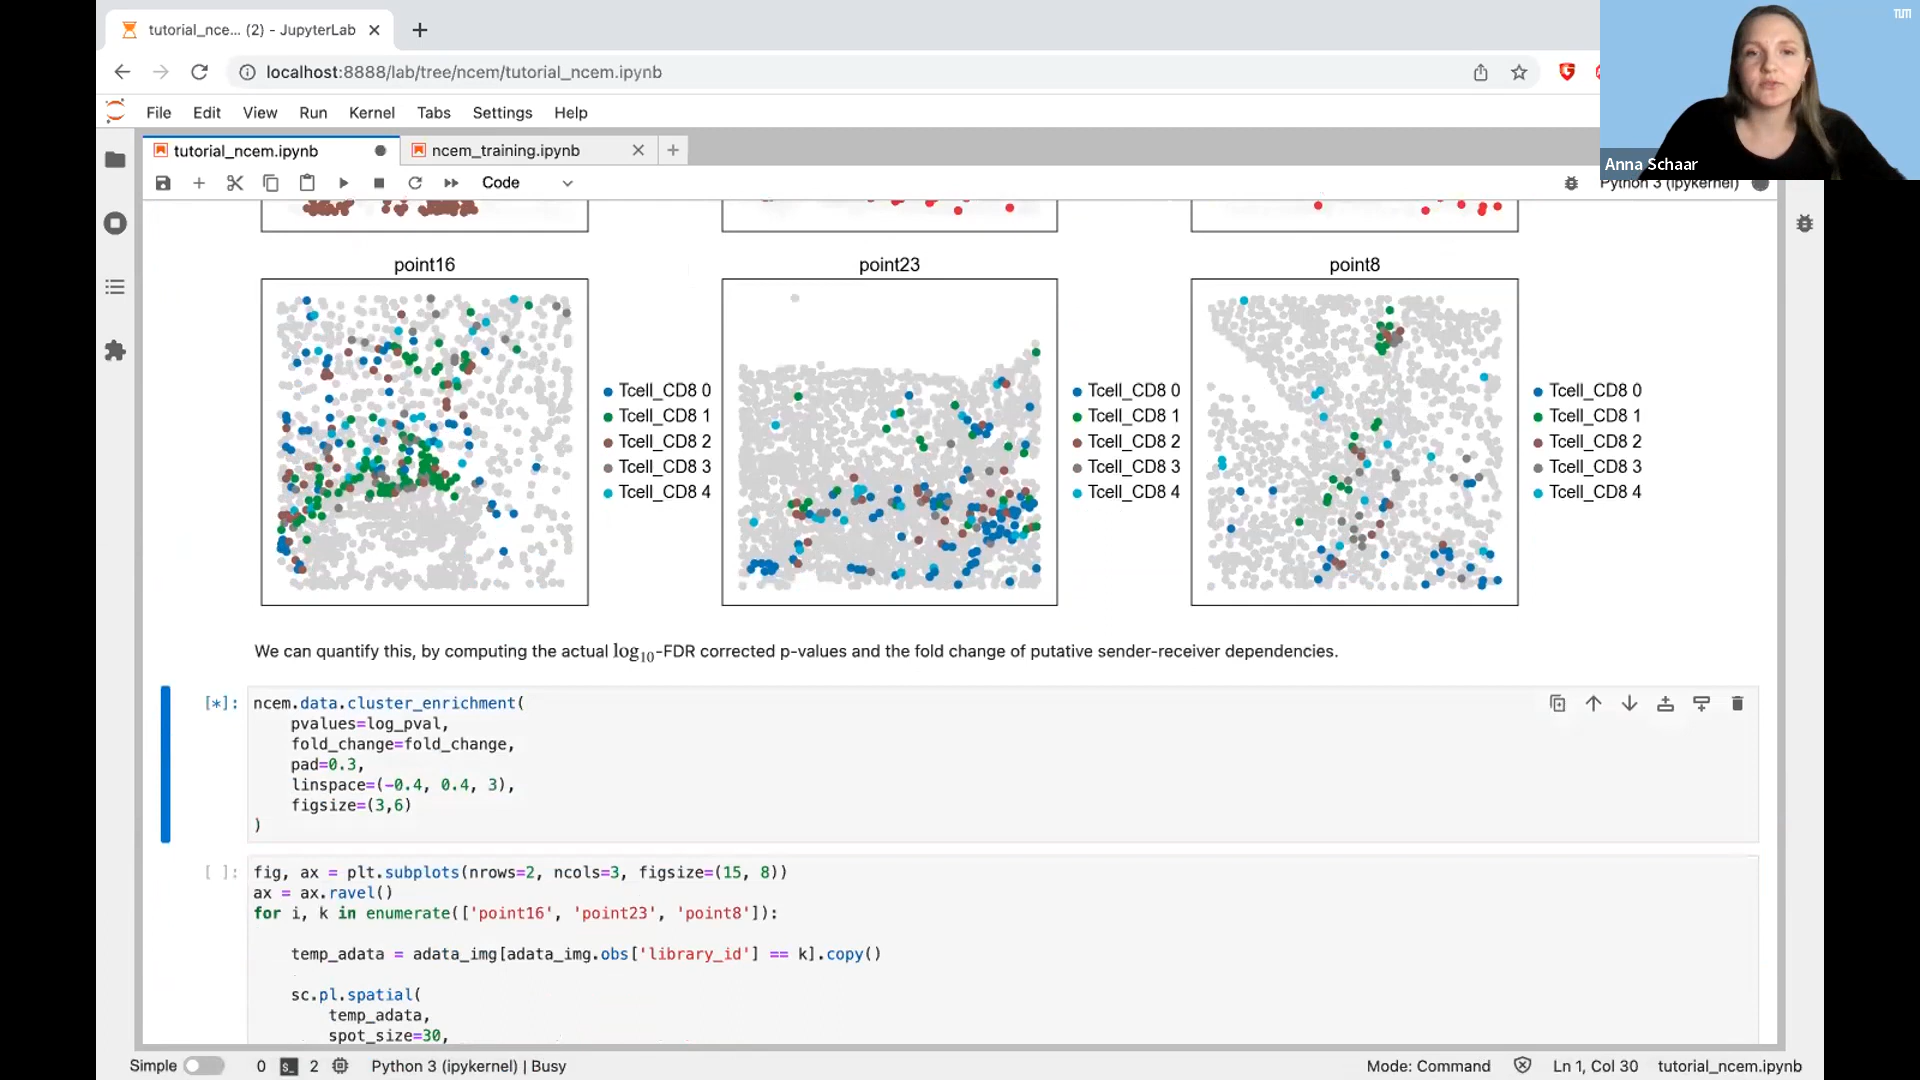 tutorial_nce... (2) - JupyterLab
localhost:8888/lab/tree/ncem/tutorial_ncem.ipynb
File Edit View Run Kernel Tabs Settings Help
tutorial_ncem.ipynb
ncem_training.ipynb
Code
Python 3 (ipykernel)
TUM
Anna Schaar
point16
point23
point8
Tcell_CD8 0
Tcell_CD8 1
Tcell_CD8 2
Tcell_CD8 3
Tcell_CD8 4
Tcell_CD8 0
Tcell_CD8 1
Tcell_CD8 2
Tcell_CD8 3
Tcell_CD8 4
Tcell_CD8 0
Tcell_CD8 1
Tcell_CD8 2
Tcell_CD8 3
Tcell_CD8 4
We can quantify this, by computing the actual log10-FDR corrected p-values and the fold change of putative sender-receiver dependencies.
[*]: ncem.data.cluster_enrichment(
pvalues=log_pval,
fold_change=fold_change,
pad=0.3,
linspace=(-0.4, 0.4, 3),
figsize=(3,6)
)
[ ]: fig, ax = plt.subplots(nrows=2, ncols=3, figsize=(15, 8))
ax = ax.ravel()
for i, k in enumerate(['point16', 'point23', 'point8']):
temp_adata = adata_img[adata_img.obs['library_id'] == k].copy()
sc.pl.spatial(
temp_adata,
spot_size=30,
Simple 0 2 Python 3 (ipykernel) | Busy Mode: Command Ln 1, Col 30 tutorial_ncem.ipynb